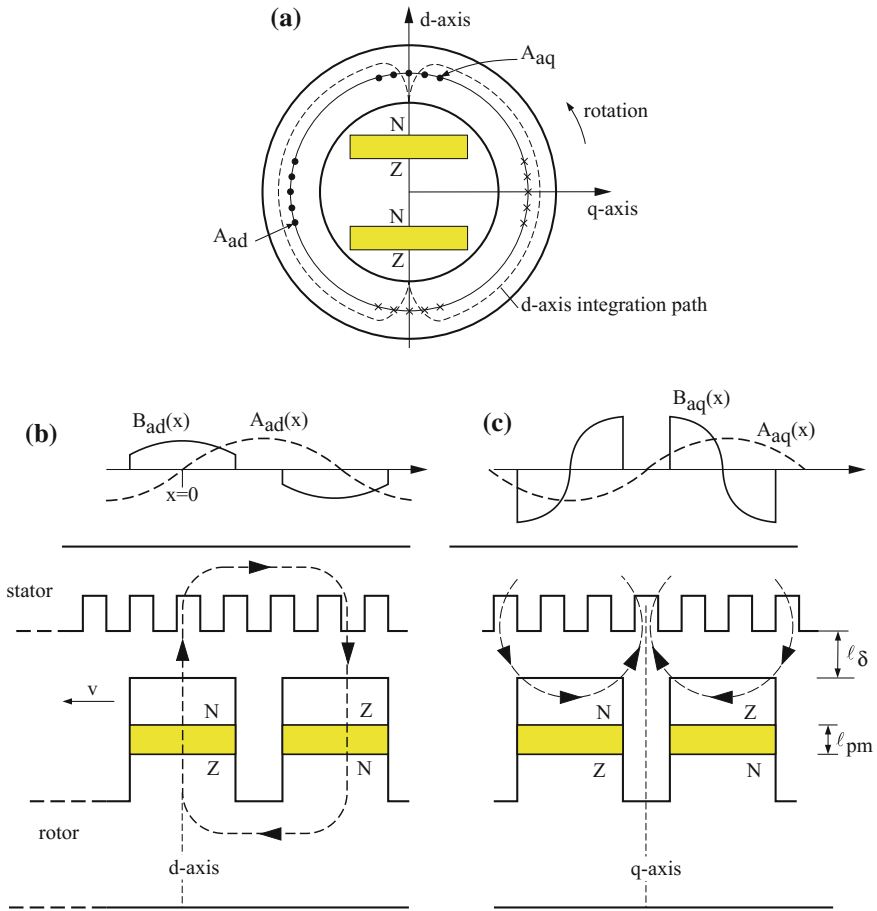 (a)
d-axis
A_aq
rotation
N
Z
q-axis
N
Z
A_ad
d-axis integration path
(b)
B_ad(x)
A_ad(x)
x=0
(c)
B_aq(x)
A_aq(x)
stator
v
N
Z
Z
N
rotor
d-axis
ℓ_δ
N
Z
ℓ_pm
Z
N
q-axis